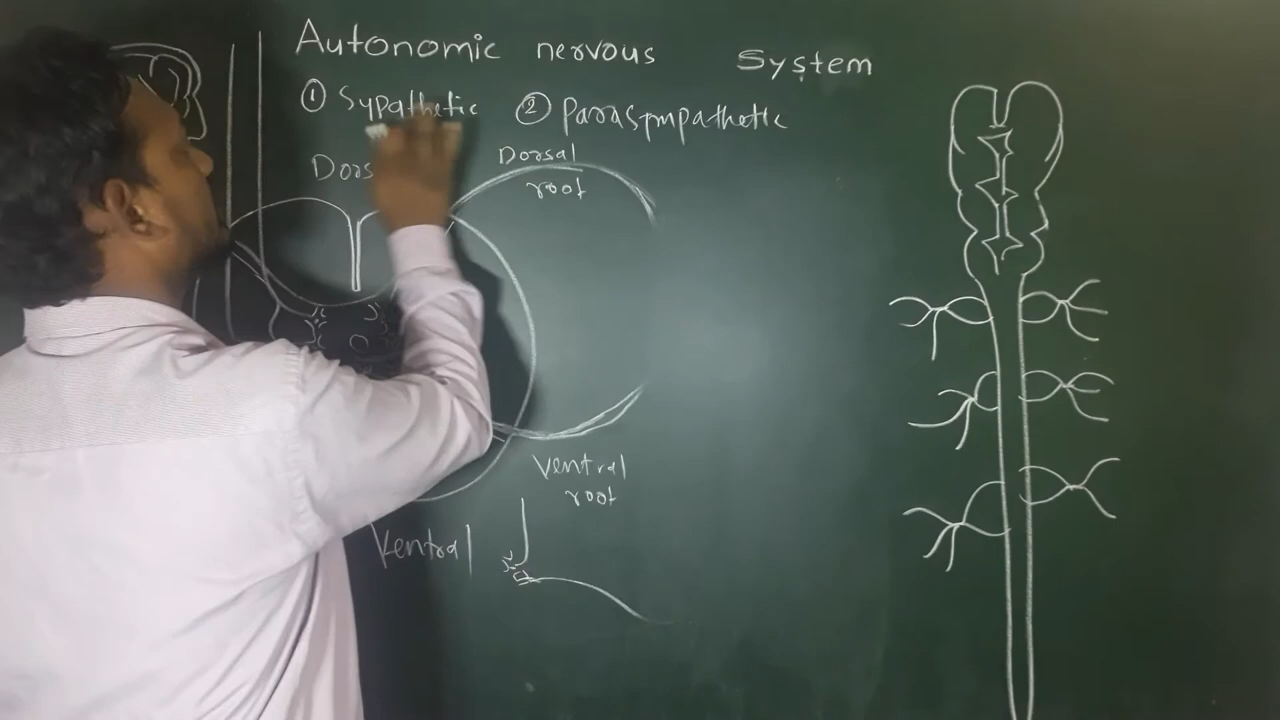 Autonomic nervous System
① Sypathetic ② Parasympathetic
Dorsal
root
Ventral
root
Ventral